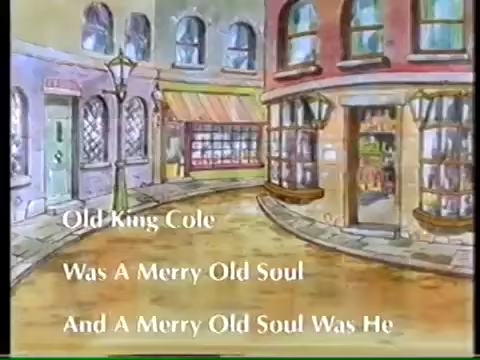 Old King Cole
Was A Merry Old Soul
And A Merry Old Soul Was He